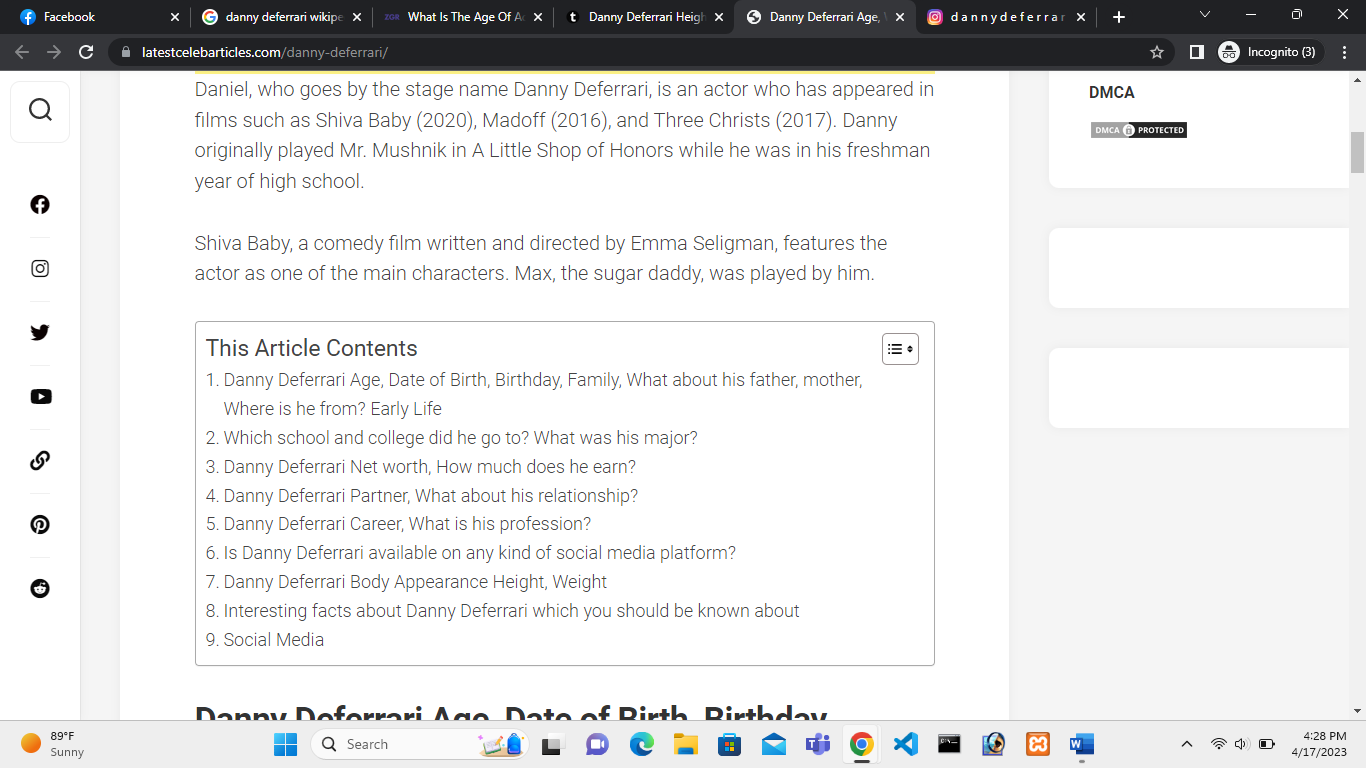 Facebook
danny deferrari wikipe
ZGR What Is The Age Of A
t Danny Deferrari Heigh
Danny Deferrari Age,
d a n n y d e f e r r a r
latestcelebarticles.com/danny-deferrari/
Incognito (3)
Daniel, who goes by the stage name Danny Deferrari, is an actor who has appeared in
films such as Shiva Baby (2020), Madoff (2016), and Three Christs (2017). Danny
originally played Mr. Mushnik in A Little Shop of Honors while he was in his freshman
year of high school.
Shiva Baby, a comedy film written and directed by Emma Seligman, features the
actor as one of the main characters. Max, the sugar daddy, was played by him.
This Article Contents
1. Danny Deferrari Age, Date of Birth, Birthday, Family, What about his father, mother,
Where is he from? Early Life
2. Which school and college did he go to? What was his major?
3. Danny Deferrari Net worth, How much does he earn?
4. Danny Deferrari Partner, What about his relationship?
5. Danny Deferrari Career, What is his profession?
6. Is Danny Deferrari available on any kind of social media platform?
7. Danny Deferrari Body Appearance Height, Weight
8. Interesting facts about Danny Deferrari which you should be known about
9. Social Media
Danny Deferrari Age, Date of Birth, Birthday,
DMCA
DMCA PROTECTED
89°F
Sunny
Search
4:28 PM
4/17/2023